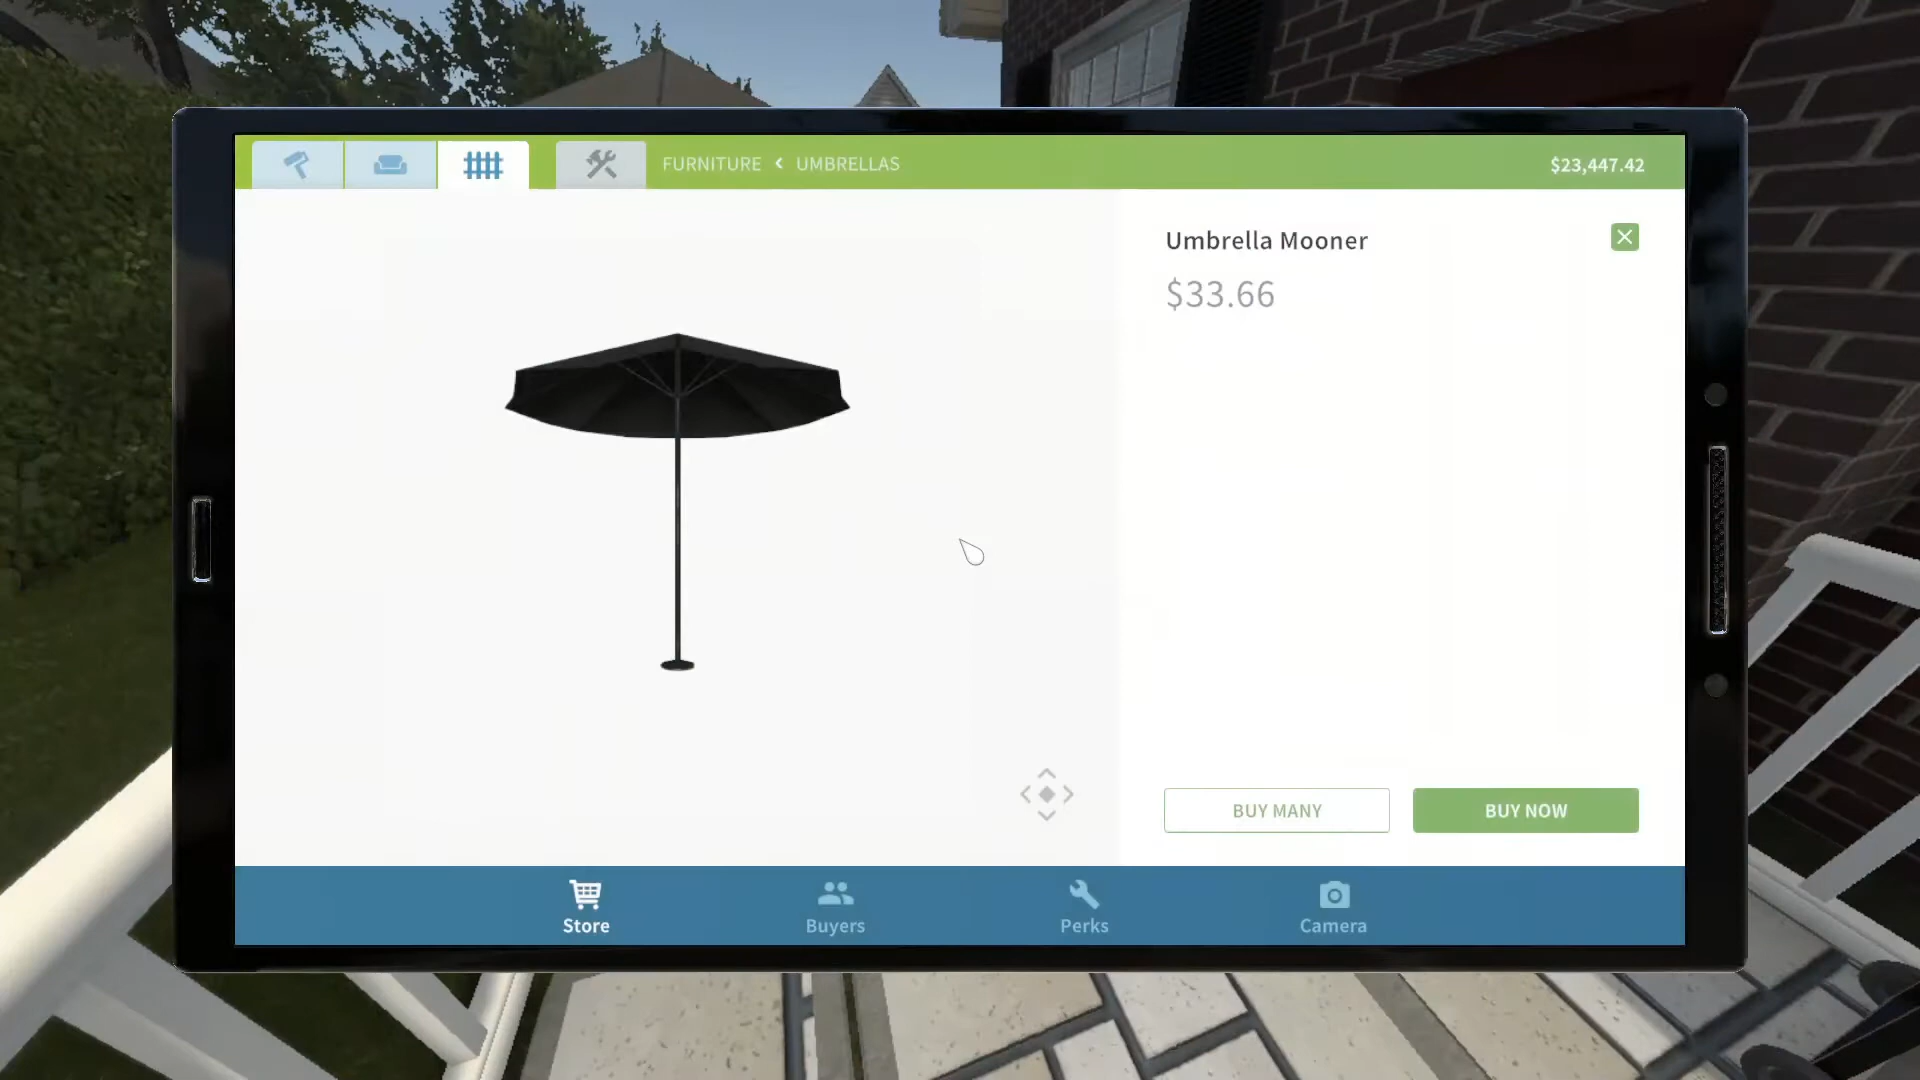 FURNITURE < UMBRELLAS
$23,447.42
Umbrella Mooner
$33.66
BUY MANY
BUY NOW
Store
Buyers
Perks
Camera